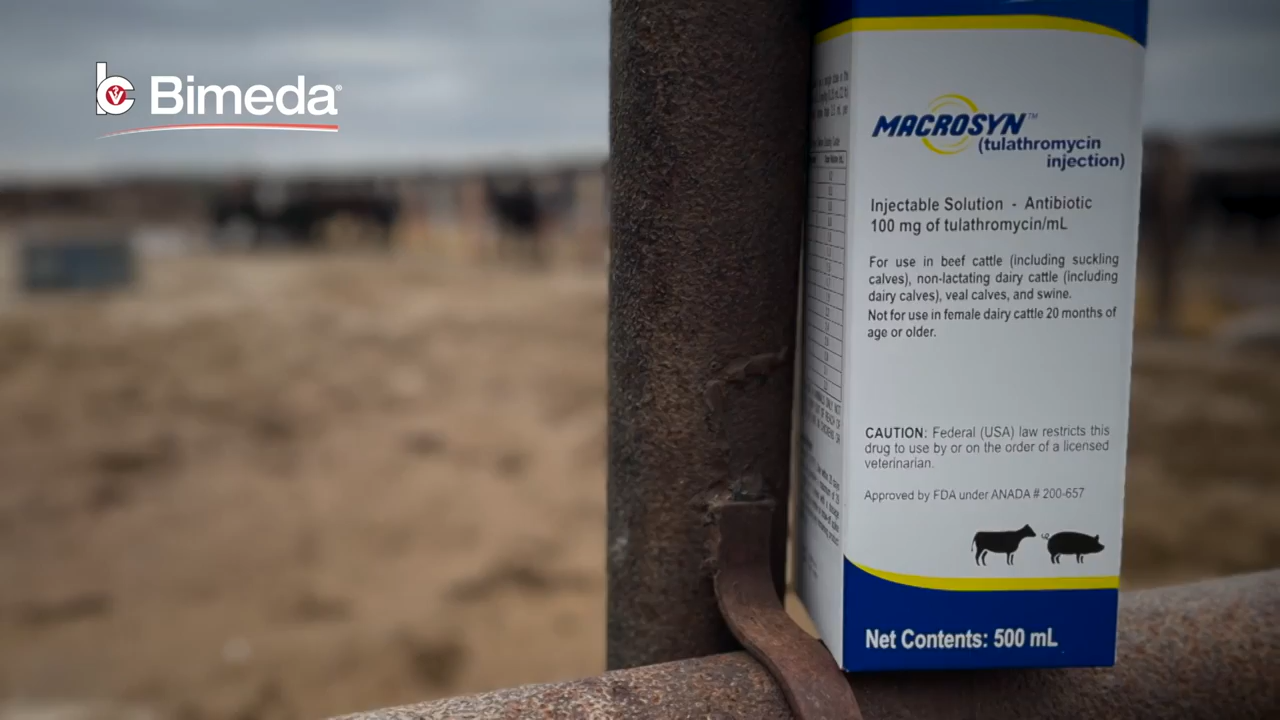 Bimeda®
MACROSYN™
(tulathromycin
injection)
Injectable Solution - Antibiotic
100 mg of tulathromycin/mL
For use in beef cattle (including suckling
calves), non-lactating dairy cattle (including
dairy calves), veal calves, and swine.
Not for use in female dairy cattle 20 months of
age or older.
CAUTION: Federal (USA) law restricts this
drug to use by or on the order of a licensed
veterinarian.
Approved by FDA under ANADA # 200-657
Net Contents: 500 mL